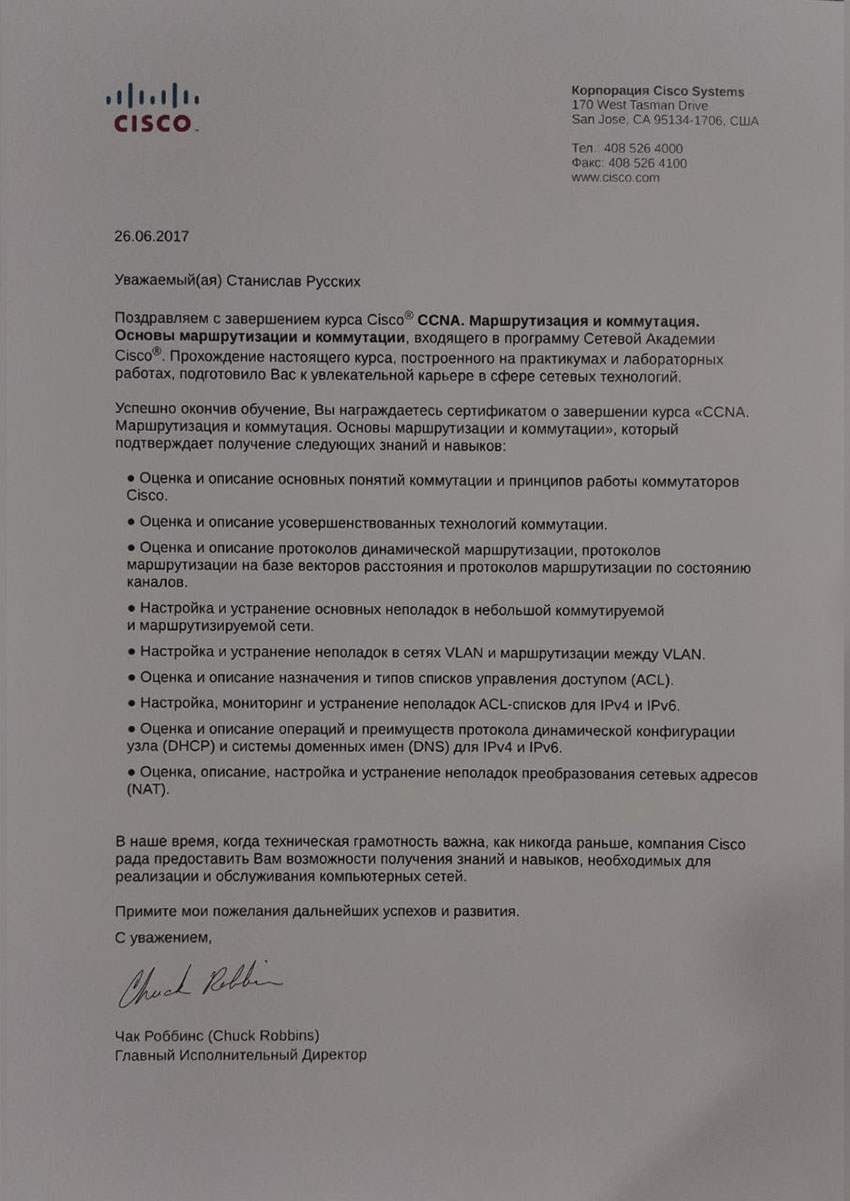 CISCO
Корпорация Cisco Systems
170 West Tasman Drive
San Jose, CA 95134-1706, США
Тел.: 408 526 4000
Факс: 408 526 4100
www.cisco.com
26.06.2017
Уважаемый(ая) Станислав Русских
Поздравляем с завершением курса Cisco® CCNA. Маршрутизация и коммутация.
Основы маршрутизации и коммутации, входящего в программу Сетевой Академии
Cisco®. Прохождение настоящего курса, построенного на практикумах и лабораторных
работах, подготовило Вас к увлекательной карьере в сфере сетевых технологий.
Успешно окончив обучение, Вы награждаетесь сертификатом о завершении курса «CCNA.
Маршрутизация и коммутация. Основы маршрутизации и коммутации», который
подтверждает получение следующих знаний и навыков:
● Оценка и описание основных понятий коммутации и принципов работы коммутаторов
Cisco.
● Оценка и описание усовершенствованных технологий коммутации.
● Оценка и описание протоколов динамической маршрутизации, протоколов
маршрутизации на базе векторов расстояния и протоколов маршрутизации по состоянию
каналов.
● Настройка и устранение основных неполадок в небольшой коммутируемой
и маршрутизируемой сети.
● Настройка и устранение неполадок в сетях VLAN и маршрутизации между VLAN.
● Оценка и описание назначения и типов списков управления доступом (ACL).
● Настройка, мониторинг и устранение неполадок ACL-списков для IPv4 и IPv6.
● Оценка и описание операций и преимуществ протокола динамической конфигурации
узла (DHCP) и системы доменных имен (DNS) для IPv4 и IPv6.
● Оценка, описание, настройка и устранение неполадок преобразования сетевых адресов
(NAT).
В наше время, когда техническая грамотность важна, как никогда раньше, компания Cisco
рада предоставить Вам возможности получения знаний и навыков, необходимых для
реализации и обслуживания компьютерных сетей.
Примите мои пожелания дальнейших успехов и развития.
С уважением,
Chuck Robbins
Чак Роббинс (Chuck Robbins)
Главный Исполнительный Директор